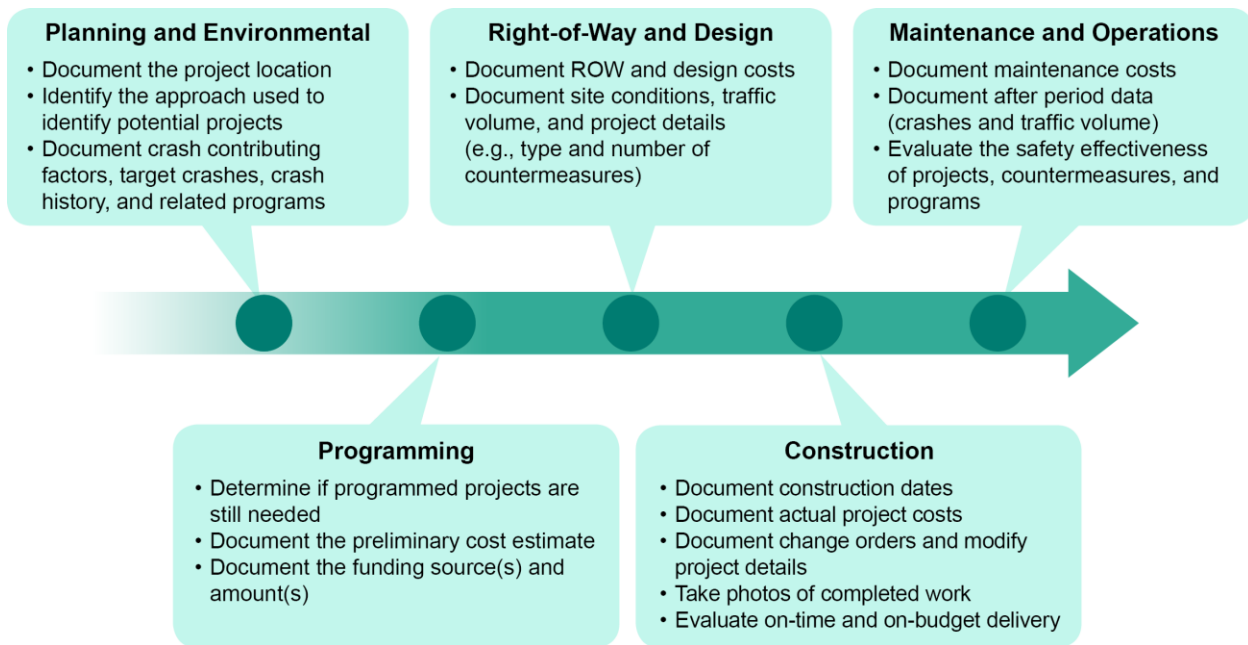 Planning and Environmental
• Document the project location
• Identify the approach used to
identify potential projects
• Document crash contributing
factors, target crashes, crash
history, and related programs
Right-of-Way and Design
• Document ROW and design costs
• Document site conditions, traffic
volume, and project details
(e.g., type and number of
countermeasures)
Maintenance and Operations
• Document maintenance costs
• Document after period data
(crashes and traffic volume)
• Evaluate the safety effectiveness
of projects, countermeasures, and
programs
Programming
• Determine if programmed projects are
still needed
• Document the preliminary cost estimate
• Document the funding source(s) and
amount(s)
Construction
• Document construction dates
• Document actual project costs
• Document change orders and modify
project details
• Take photos of completed work
• Evaluate on-time and on-budget delivery